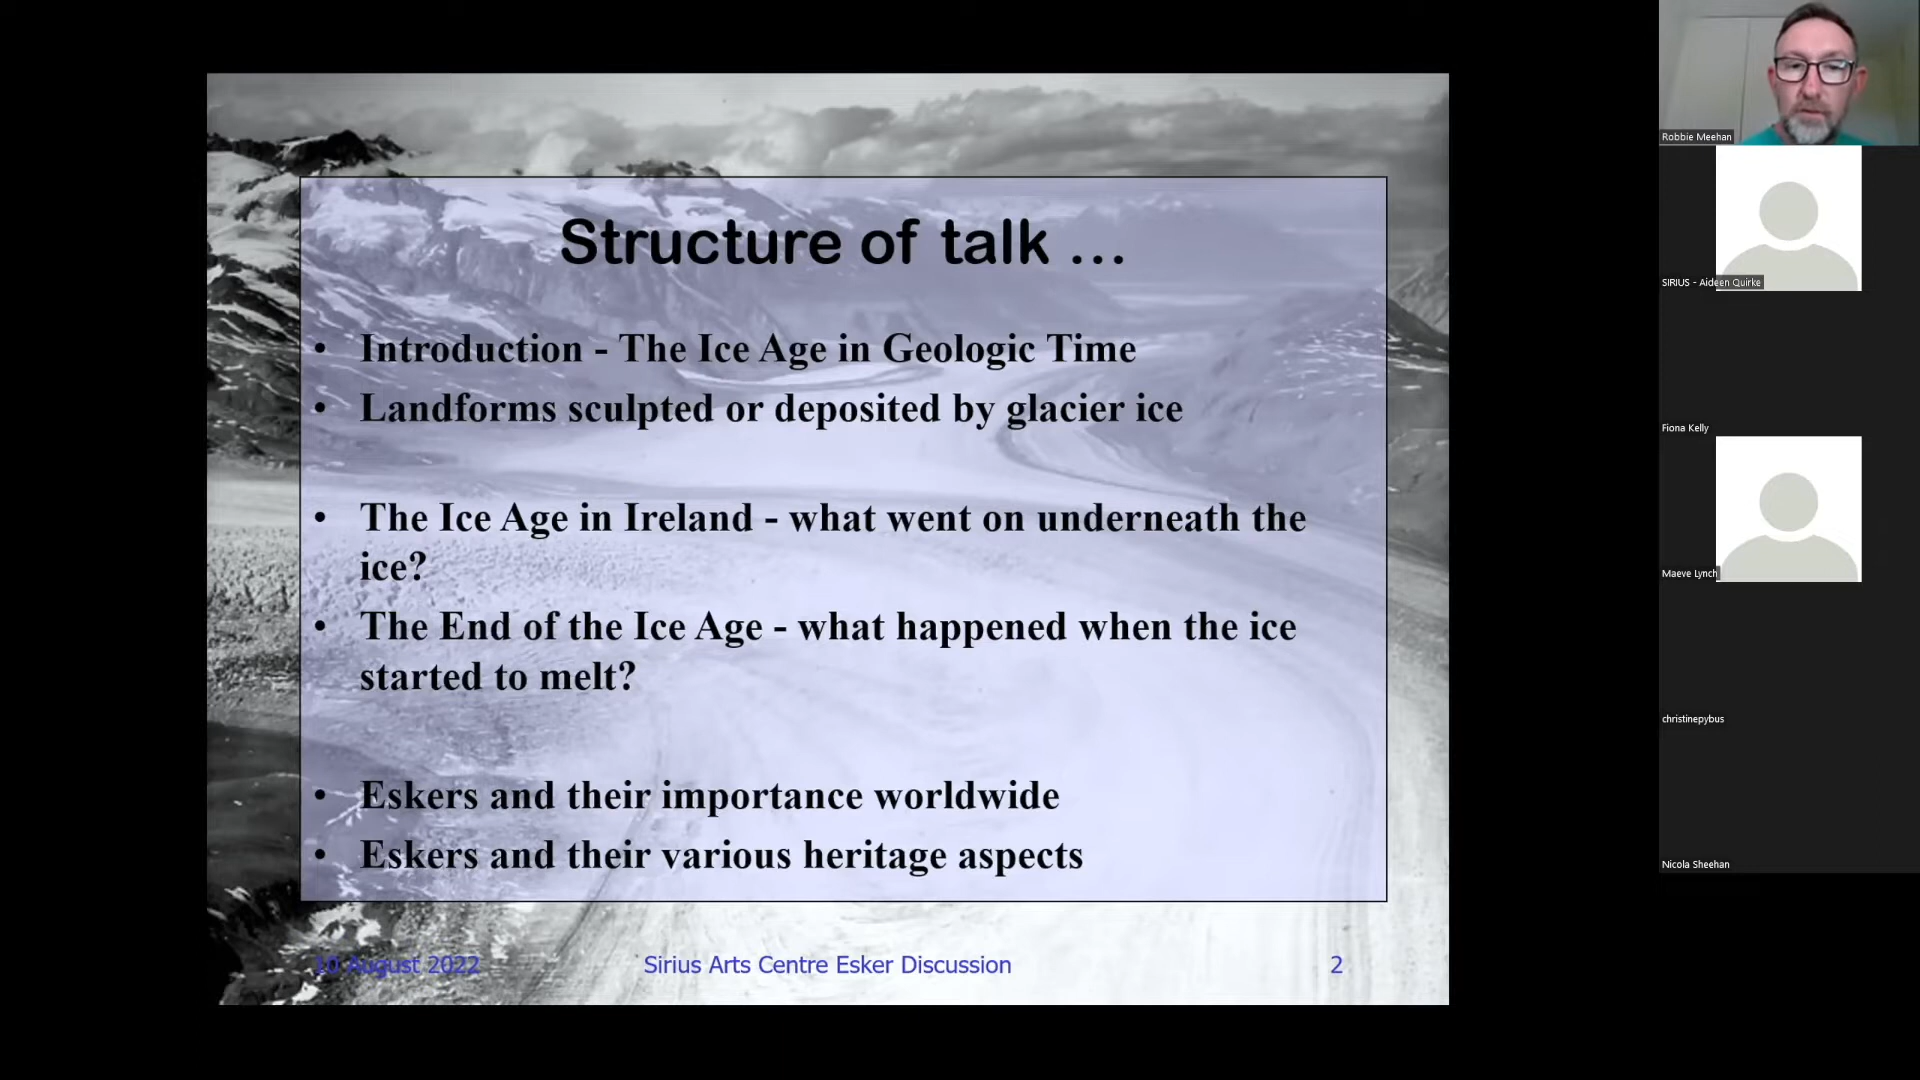 Structure of talk ...
• Introduction - The Ice Age in Geologic Time
• Landforms sculpted or deposited by glacier ice
• The Ice Age in Ireland - what went on underneath the
ice?
• The End of the Ice Age - what happened when the ice
started to melt?
• Eskers and their importance worldwide
• Eskers and their various heritage aspects
10 August 2022
Sirius Arts Centre Esker Discussion
2
Robbie Meehan
SIRIUS - Aideen Quirke
Fiona Kelly
Maeve Lynch
christinepybus
Nicola Sheehan